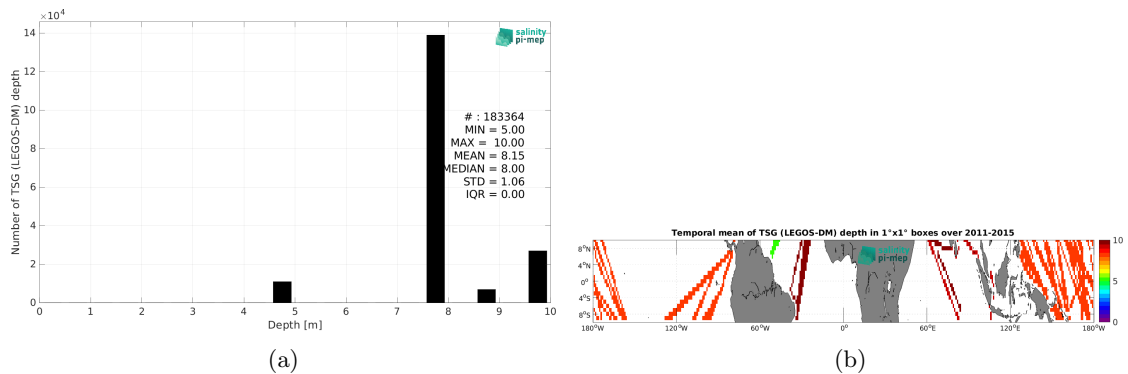 ×10⁴
14
12
10
8
6
4
2
0
Number of TSG (LEGOS-DM) depth
salinity
pi-mep
# : 183364
MIN = 5.00
MAX = 10.00
MEAN = 8.15
MEDIAN = 8.00
STD = 1.06
IQR = 0.00
0 1 2 3 4 5 6 7 8 9 10
Depth [m]
(a)
Temporal mean of TSG (LEGOS-DM) depth in 1°x1° boxes over 2011-2015
8°N
4°N
0°
4°S
8°S
salinity
pi-mep
180°W 120°W 60°W 0° 60°E 120°E 180°W
10
5
0
(b)